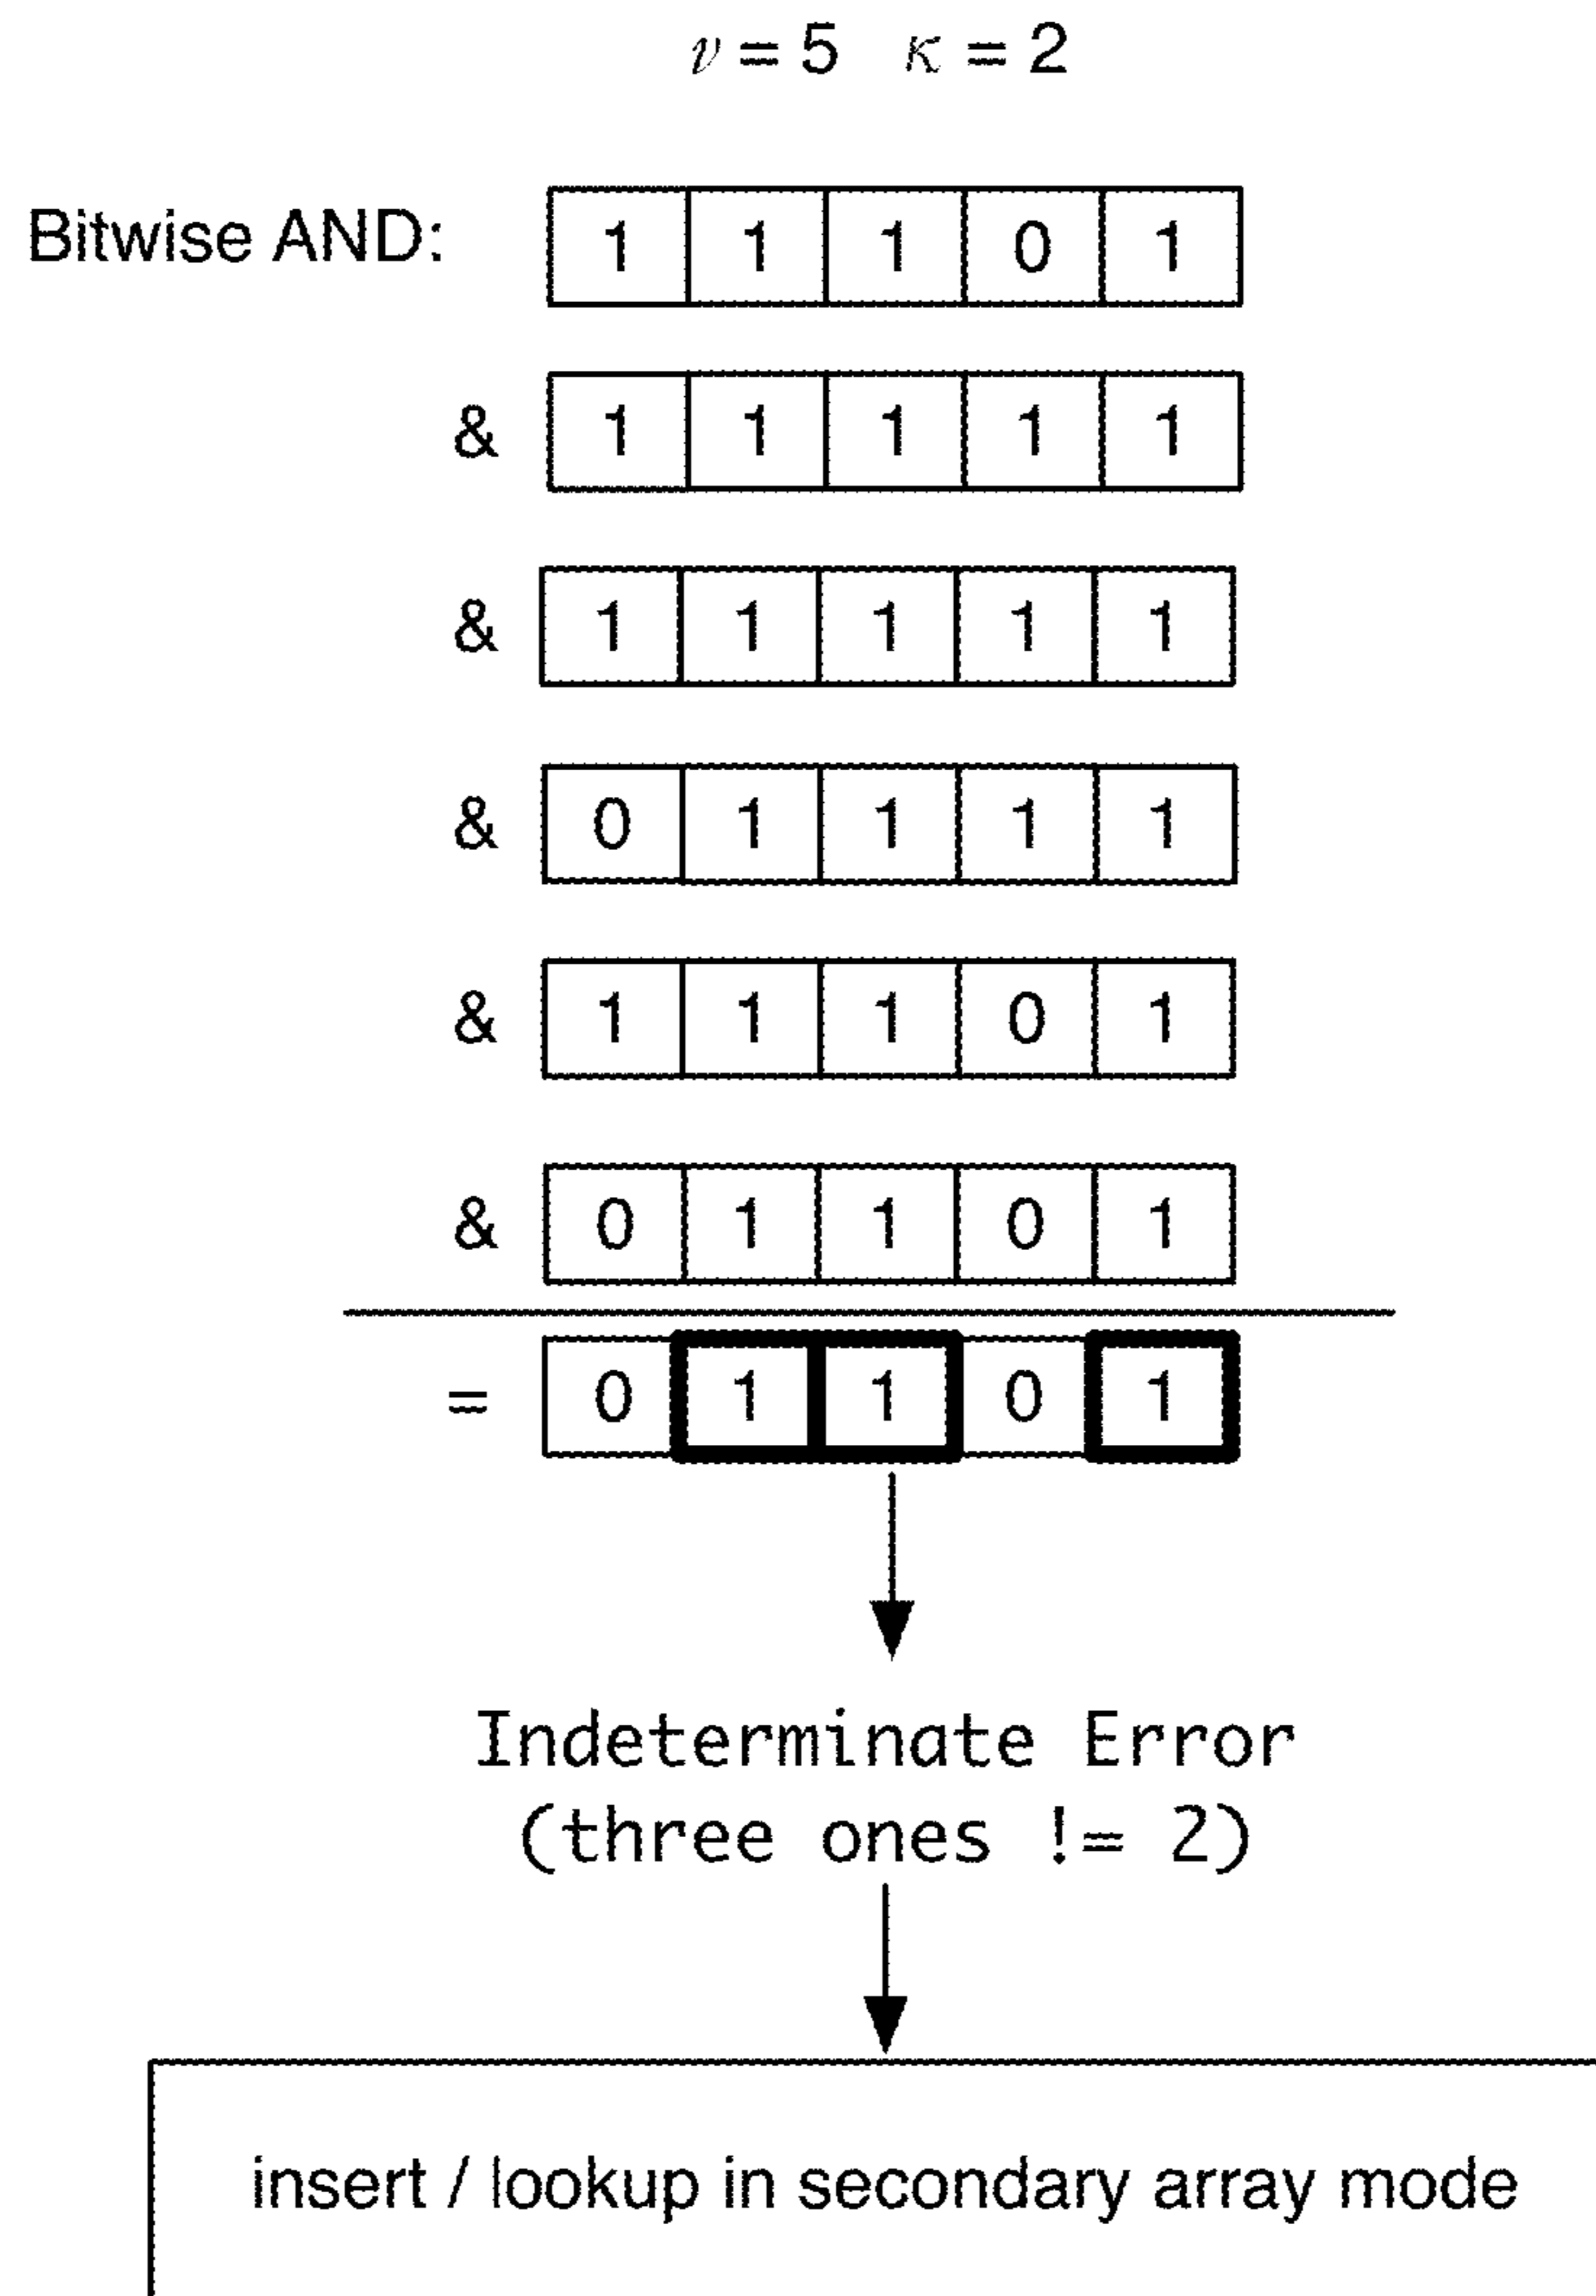 ν = 5 κ = 2
Bitwise AND: 1 1 1 0 1
& 1 1 1 1 1
& 1 1 1 1 1
& 0 1 1 1 1
& 1 1 1 0 1
& 0 1 1 0 1
= 0 1 1 0 1
Indeterminate Error
(three ones != 2)
insert / lookup in secondary array mode